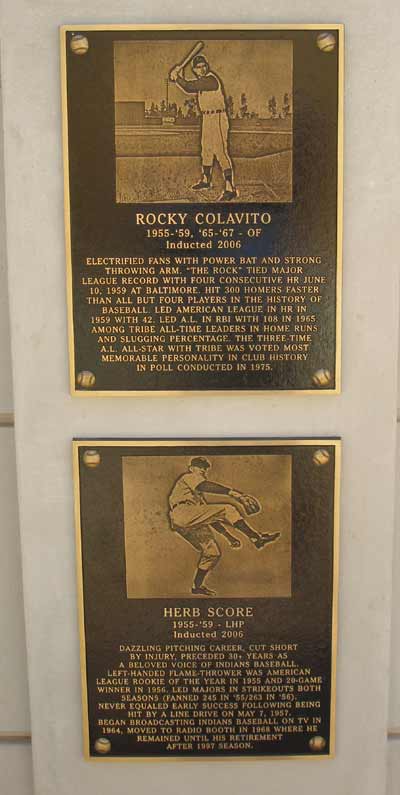 ROCKY COLAVITO
1955-'59, '65-'67 - OF
Inducted 2006
ELECTRIFIED FANS WITH POWER BAT AND STRONG
THROWING ARM. "THE ROCK" TIED MAJOR
LEAGUE RECORD WITH FOUR CONSECUTIVE HR JUNE
10, 1959 AT BALTIMORE. HIT 300 HOMERS FASTER
THAN ALL BUT FOUR PLAYERS IN THE HISTORY OF
BASEBALL. LED AMERICAN LEAGUE IN HR IN
1959 WITH 42. LED A.L. IN RBI WITH 108 IN 1965.
AMONG TRIBE ALL-TIME LEADERS IN HOME RUNS
AND SLUGGING PERCENTAGE. THE THREE-TIME
A.L. ALL-STAR WITH TRIBE WAS VOTED MOST
MEMORABLE PERSONALITY IN CLUB HISTORY
IN POLL CONDUCTED IN 1975.
HERB SCORE
1955-'59 - LHP
Inducted 2006
DAZZLING PITCHING CAREER, CUT SHORT
BY INJURY, PRECEDED 30+ YEARS AS
A BELOVED VOICE OF INDIANS BASEBALL.
LEFT-HANDED FLAME-THROWER WAS AMERICAN
LEAGUE ROOKIE OF THE YEAR IN 1955 AND 20-GAME
WINNER IN 1956. LED MAJORS IN STRIKEOUTS BOTH
SEASONS (FANNED 245 IN '55/263 IN '56).
NEVER EQUALED EARLY SUCCESS FOLLOWING BEING
HIT BY A LINE DRIVE ON MAY 7, 1957.
BEGAN BROADCASTING INDIANS BASEBALL ON TV IN
1964, MOVED TO RADIO BOOTH IN 1968 WHERE HE
REMAINED UNTIL HIS RETIREMENT
AFTER 1997 SEASON.